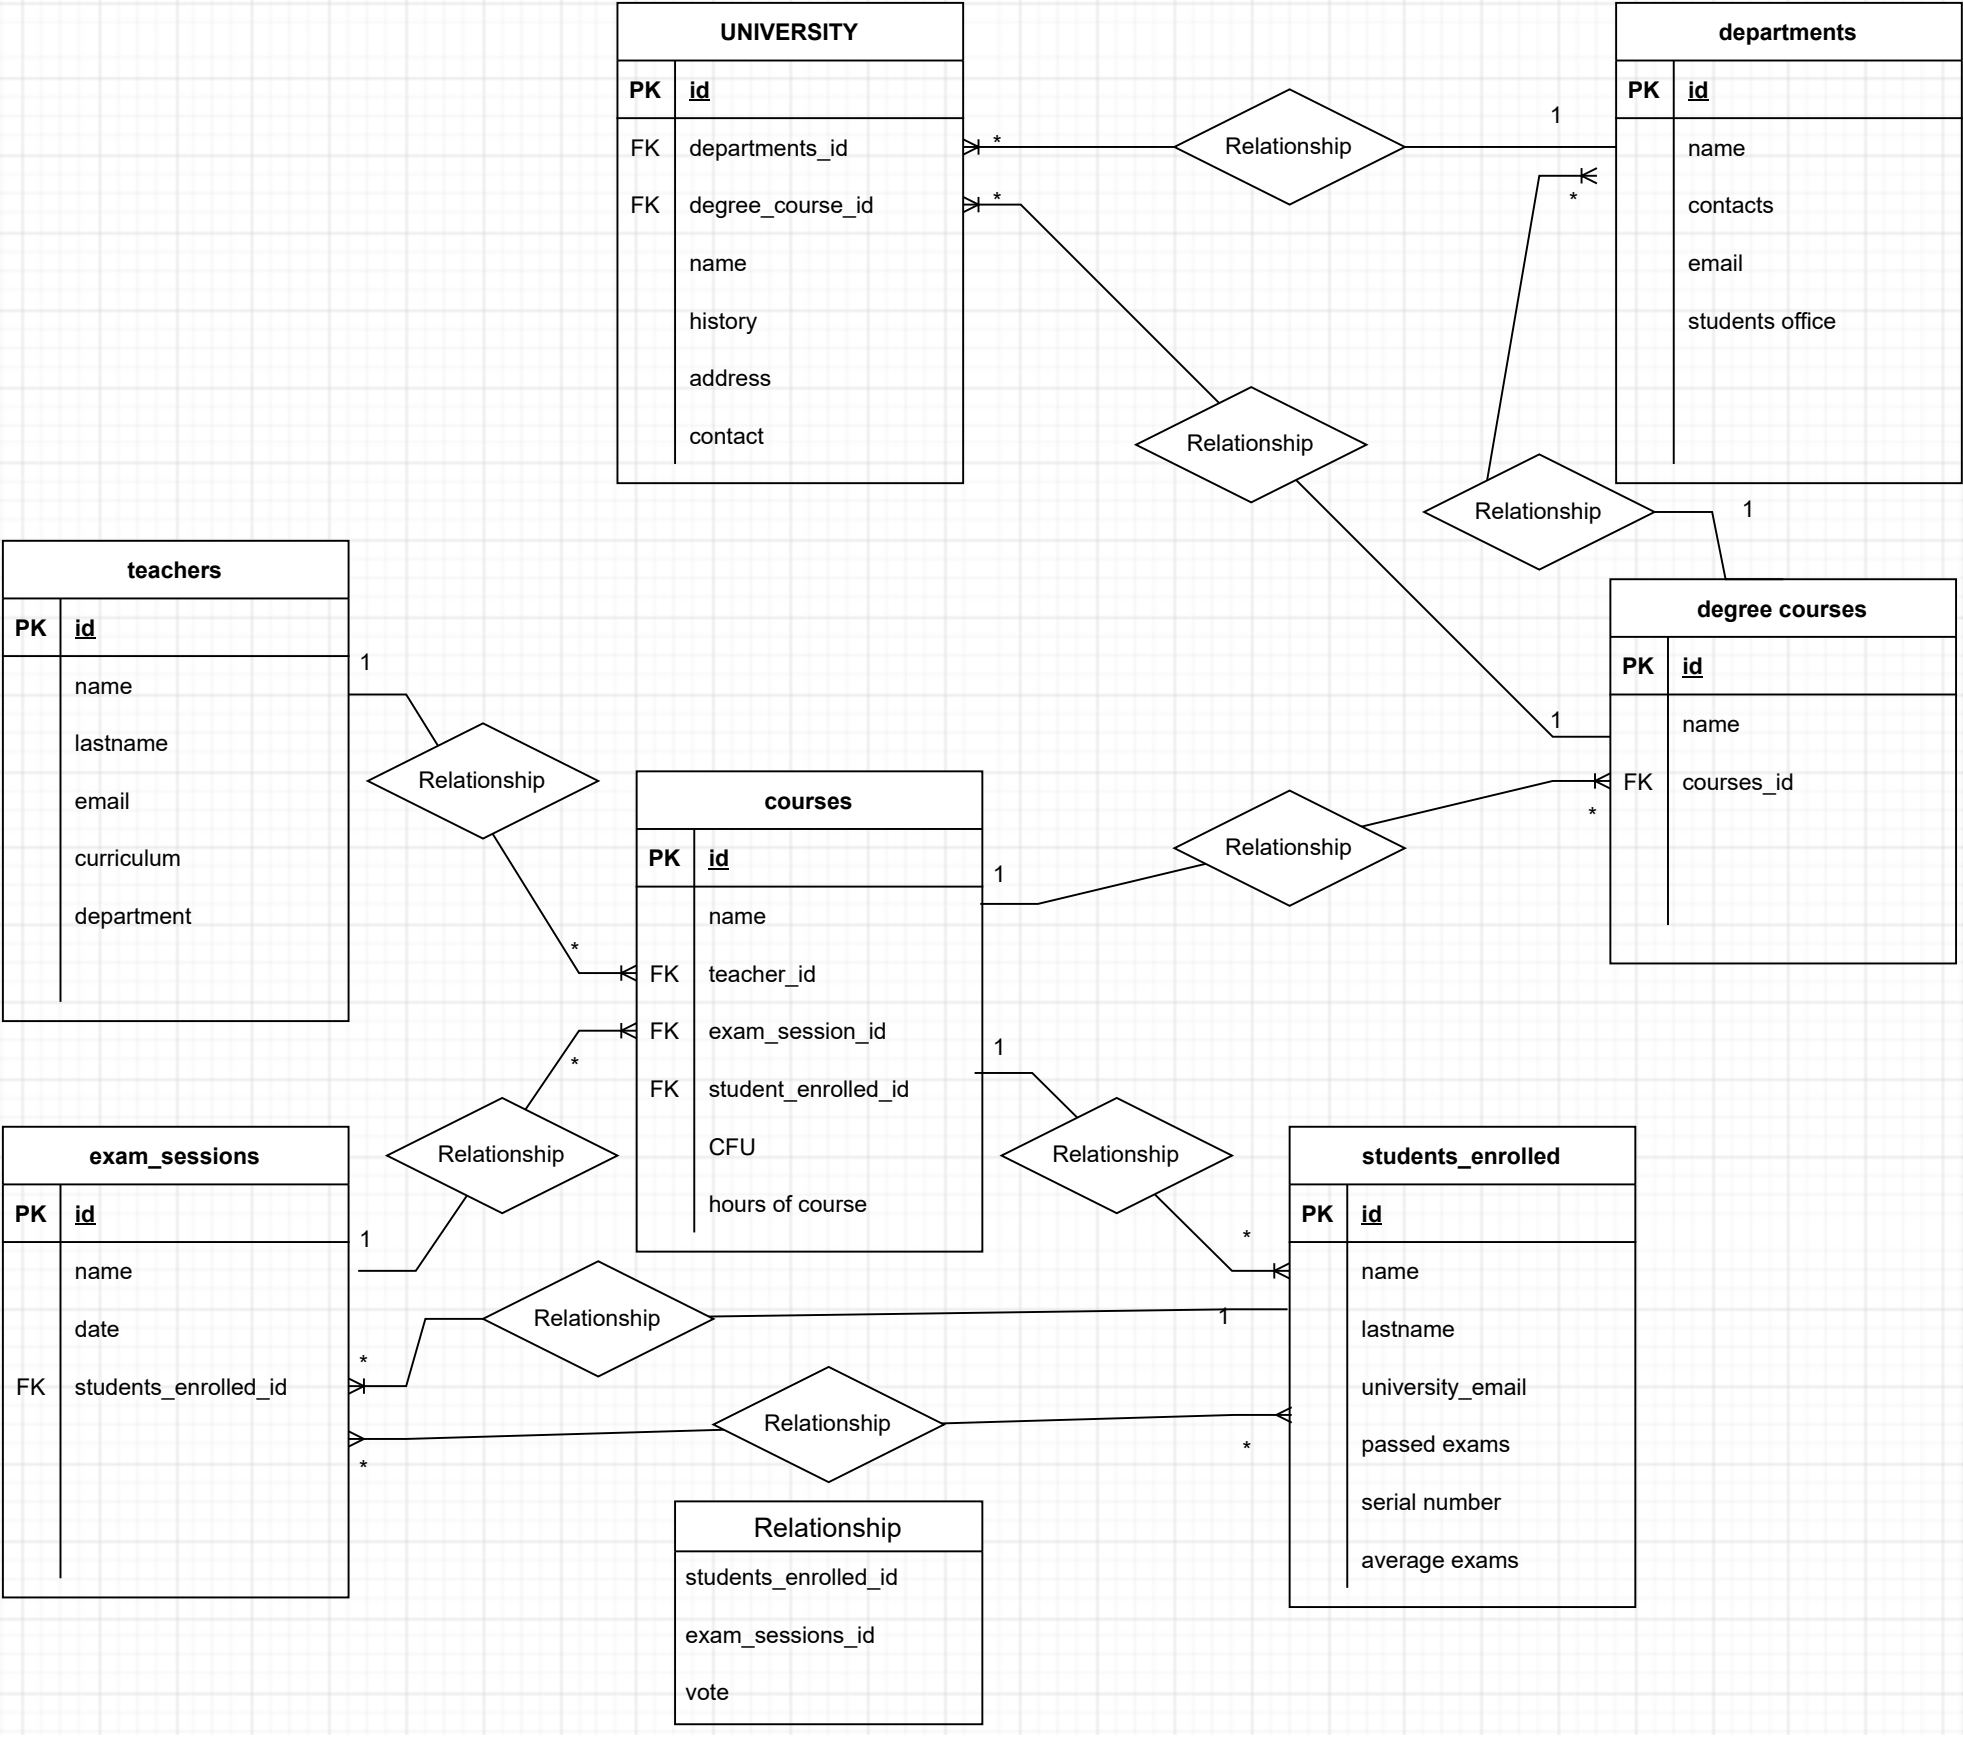 UNIVERSITY
PK id
FK departments_id
FK degree_course_id
name
history
address
contact
*
*
Relationship
1
departments
PK id
name
contacts
email
students office
*
Relationship
Relationship
1
degree courses
PK id
name
FK courses_id
1
*
teachers
PK id
name
lastname
email
curriculum
department
1
Relationship
*
courses
PK id
name
FK teacher_id
FK exam_session_id
FK student_enrolled_id
CFU
hours of course
1
Relationship
1
*
Relationship
1
Relationship
*
exam_sessions
PK id
name
date
FK students_enrolled_id
*
Relationship
1
*
Relationship
*
students_enrolled
PK id
name
lastname
university_email
passed exams
serial number
average exams
Relationship
students_enrolled_id
exam_sessions_id
vote